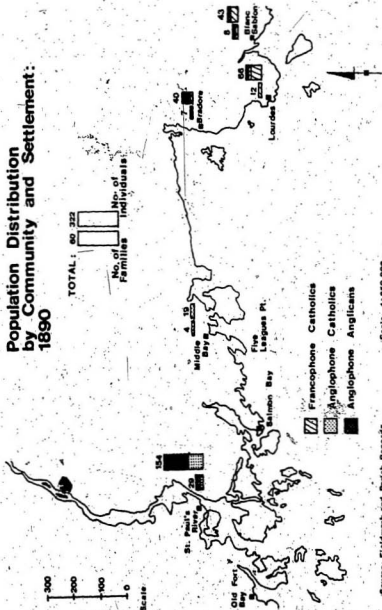 Population Distribution
by Community and Settlement:
1890
TOTAL: 60 322
No. of
Families
No. of
Individuals
300
200
100
0
Scale
154
29
St. Paul's
River
Old Fort
Bay
Salmon Bay
4 19
Middle
Bay
Five
Leagues Pt.
40
Bradore
8 43
Blanc
Sablon
66
12
Lourdes
Francophone Catholics
Anglophone Catholics
Anglophone Anglicans